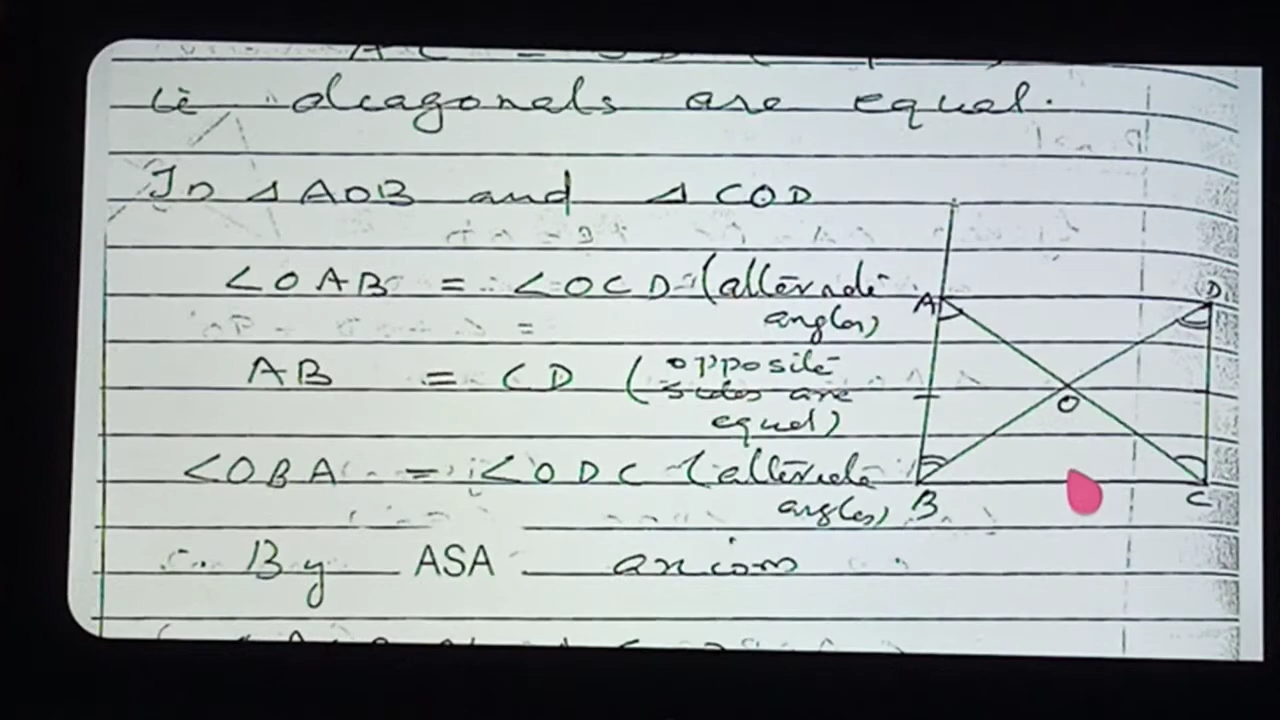 ie diagonals are equal.
In △AOB and △COD
∠OAB = ∠OCD (alternate angles)
AB = CD (opposite sides are equal)
∠OBA = ∠ODC (alternate angles)
∴ By ASA axiom
A
D
O
B
C